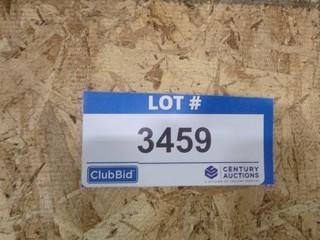 LOT #
3459
ClubBid
CENTURY
AUCTIONS